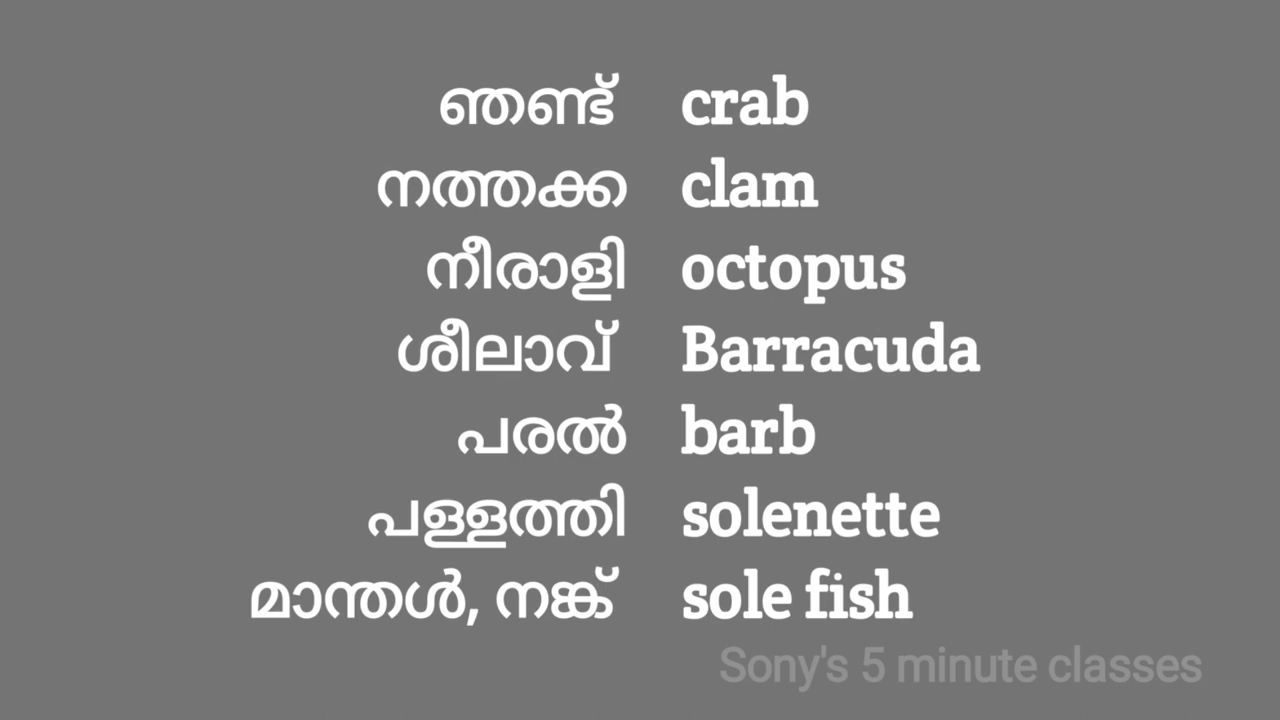 ഞണ്ട് crab
നത്തക്ക clam
നീരാളി octopus
ശീലാവ് Barracuda
പരൽ barb
പള്ളത്തി solenette
മാന്തൾ, നങ്ക് sole fish
Sony's 5 minute classes